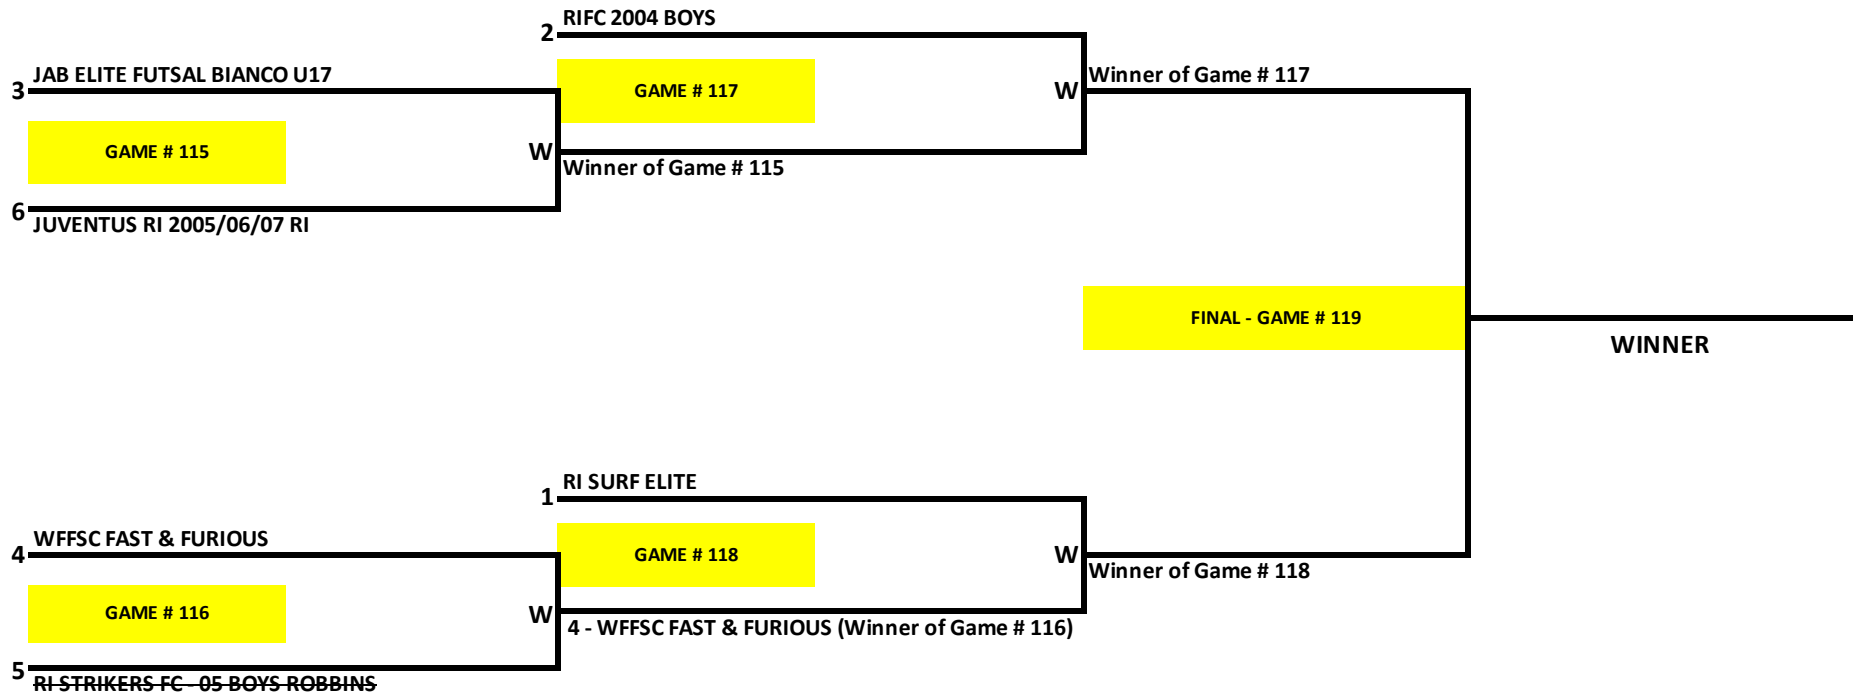 2 RIFC 2004 BOYS
3 JAB ELITE FUTSAL BIANCO U17
GAME # 117
W Winner of Game # 117
GAME # 115
W Winner of Game # 115
6 JUVENTUS RI 2005/06/07 RI
FINAL - GAME # 119
WINNER
1 RI SURF ELITE
4 WFFSC FAST & FURIOUS
GAME # 118
W Winner of Game # 118
GAME # 116
W 4 - WFFSC FAST & FURIOUS (Winner of Game # 116)
5 RI STRIKERS FC - 05 BOYS ROBBINS